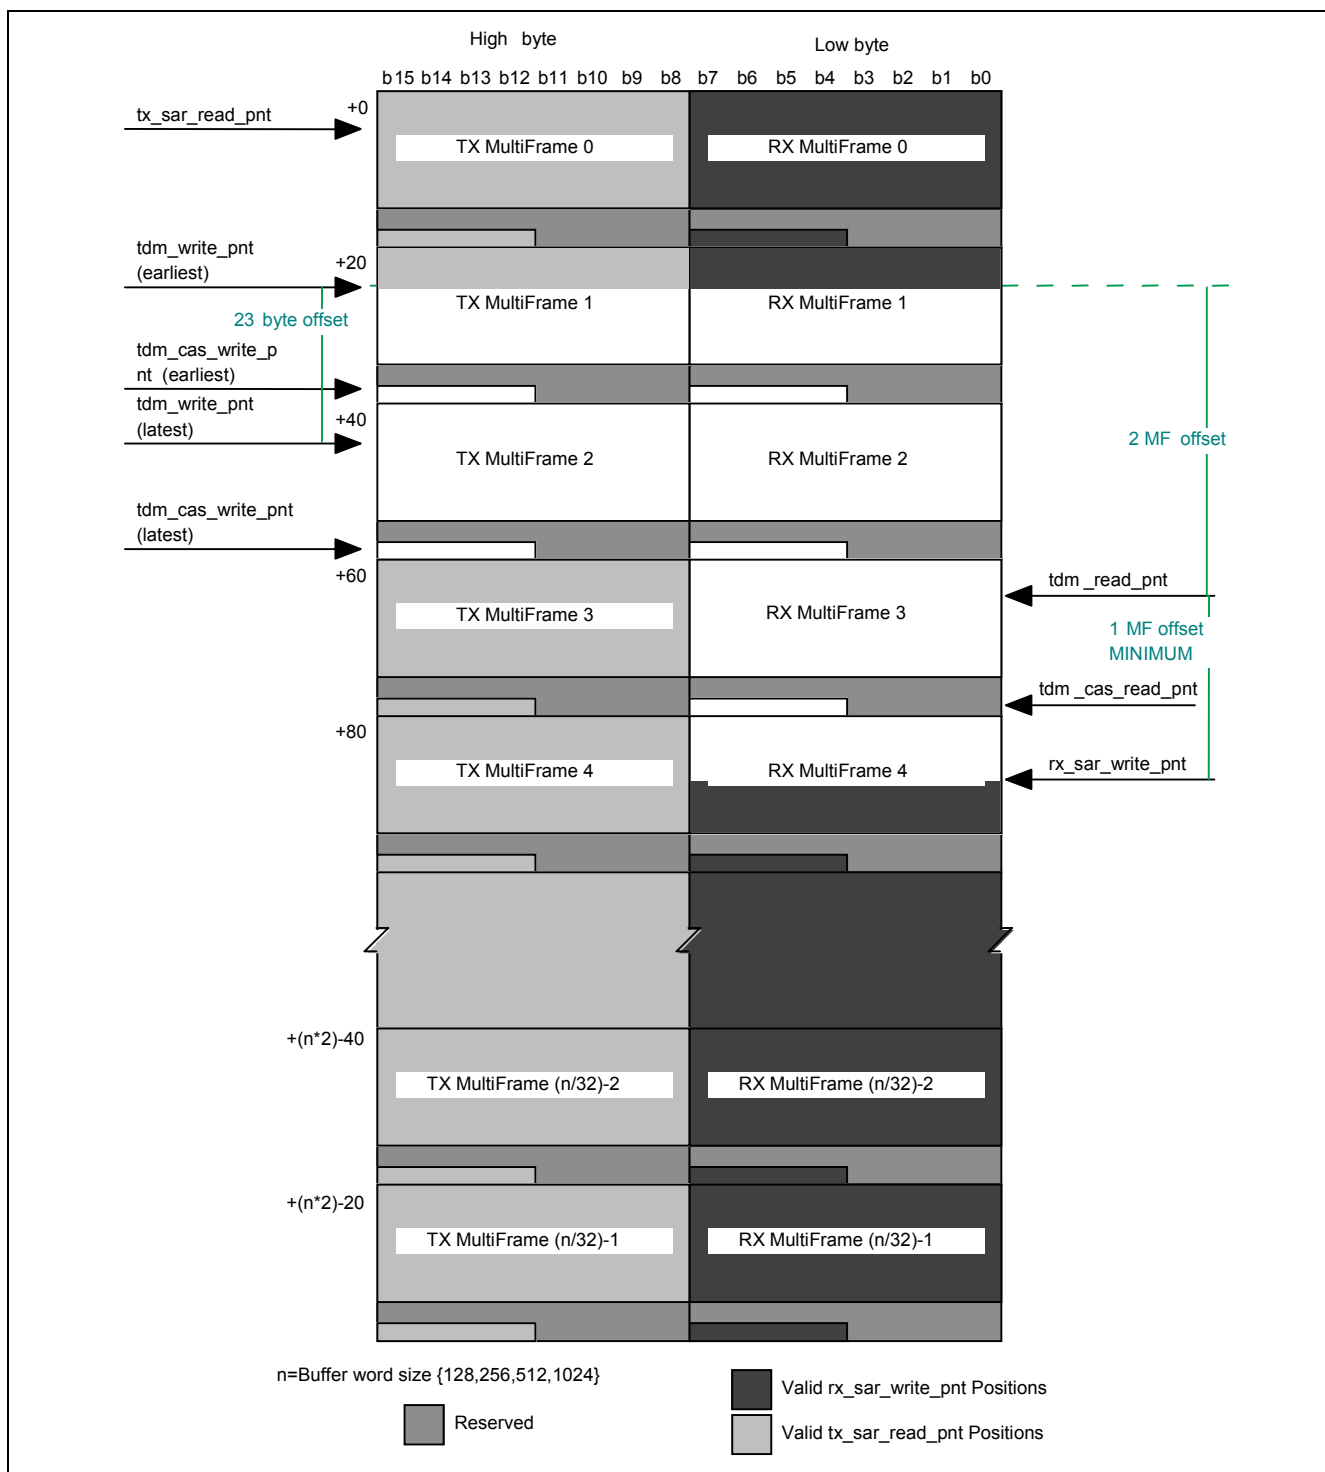 High byte
Low byte
b15 b14 b13 b12 b11 b10 b9 b8 b7 b6 b5 b4 b3 b2 b1 b0
tx_sar_read_pnt
+0
TX MultiFrame 0
RX MultiFrame 0
tdm_write_pnt
(earliest)
+20
TX MultiFrame 1
RX MultiFrame 1
23 byte offset
tdm_cas_write_p
nt (earliest)
tdm_write_pnt
(latest)
+40
TX MultiFrame 2
RX MultiFrame 2
2 MF offset
tdm_cas_write_pnt
(latest)
+60
TX MultiFrame 3
RX MultiFrame 3
tdm _read_pnt
1 MF offset
MINIMUM
tdm _cas_read_pnt
+80
TX MultiFrame 4
RX MultiFrame 4
rx_sar_write_pnt
+(n*2)-40
TX MultiFrame (n/32)-2
RX MultiFrame (n/32)-2
+(n*2)-20
TX MultiFrame (n/32)-1
RX MultiFrame (n/32)-1
n=Buffer word size {128,256,512,1024}
Reserved
Valid rx_sar_write_pnt Positions
Valid tx_sar_read_pnt Positions